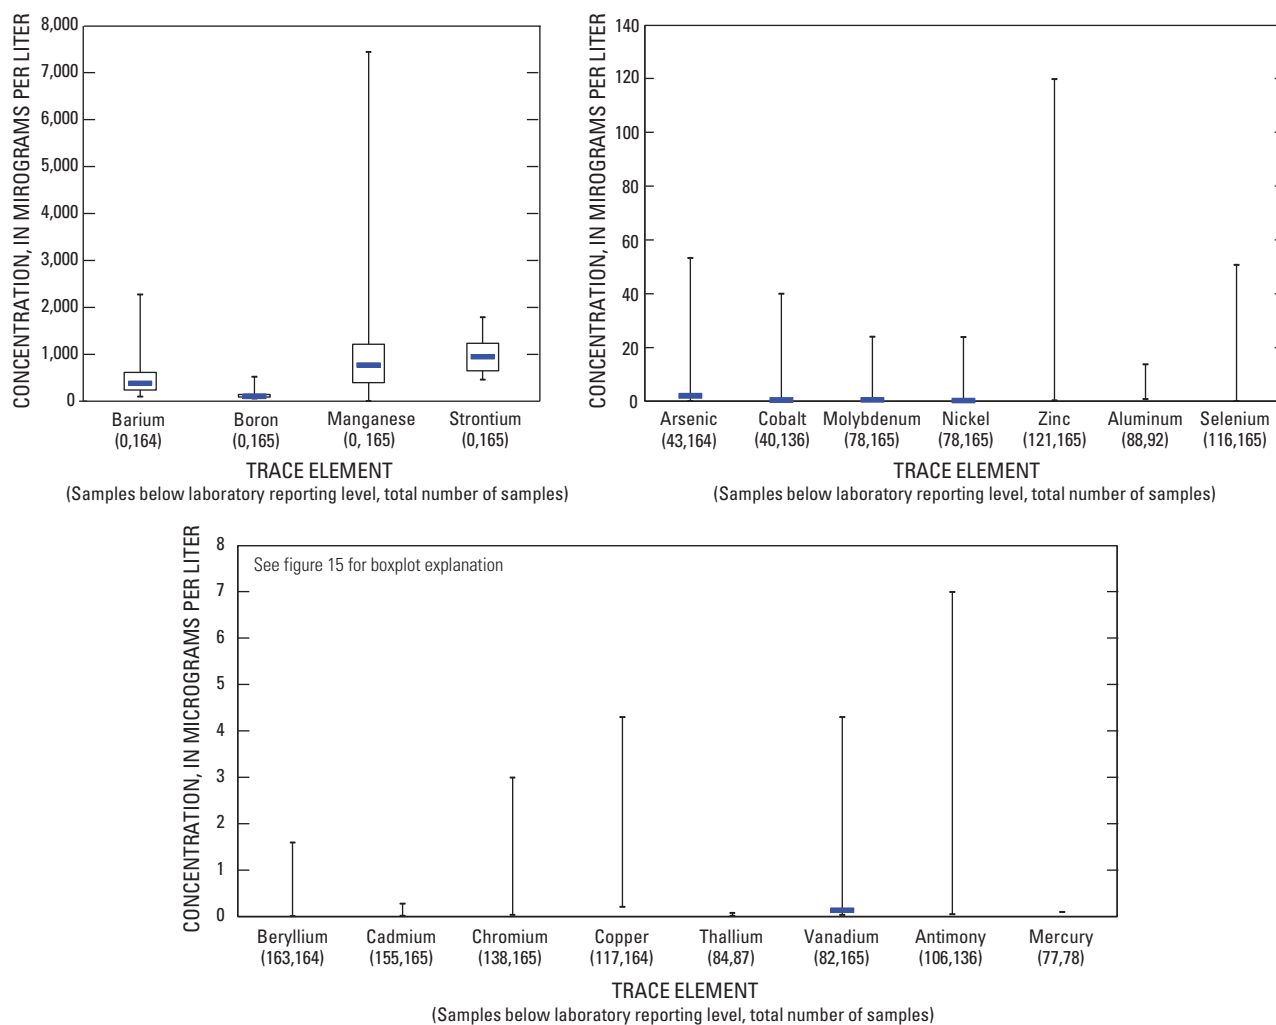 CONCENTRATION, IN MIROGRAMS PER LITER
8,000
7,000
6,000
5,000
4,000
3,000
2,000
1,000
0
Barium Boron Manganese Strontium
(0,164) (0,165) (0, 165) (0,165)
TRACE ELEMENT
(Samples below laboratory reporting level, total number of samples)
CONCENTRATION, IN MIROGRAMS PER LITER
140
120
100
80
60
40
20
0
Arsenic Cobalt Molybdenum Nickel Zinc Aluminum Selenium
(43,164) (40,136) (78,165) (78,165) (121,165) (88,92) (116,165)
TRACE ELEMENT
(Samples below laboratory reporting level, total number of samples)
CONCENTRATION, IN MICROGRAMS PER LITER
8
See figure 15 for boxplot explanation
7
6
5
4
3
2
1
0
Beryllium Cadmium Chromium Copper Thallium Vanadium Antimony Mercury
(163,164) (155,165) (138,165) (117,164) (84,87) (82,165) (106,136) (77,78)
TRACE ELEMENT
(Samples below laboratory reporting level, total number of samples)